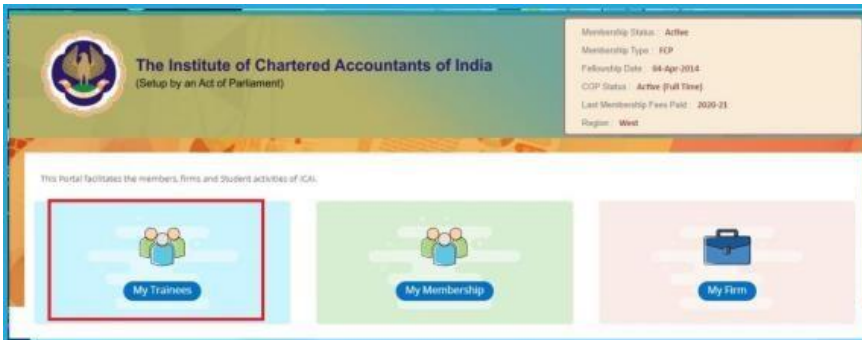 The Institute of Chartered Accountants of India
(Setup by an Act of Parliament)
Membership Status : Active
Membership Type : FCP
Fellowship Date : 04-Apr-2014
COP Status : Active (Full Time)
Last Membership Fees Paid : 2020-21
Region : West
This Portal facilitates the members, firms and Student activities of ICAI.
My Trainees
My Membership
My Firm